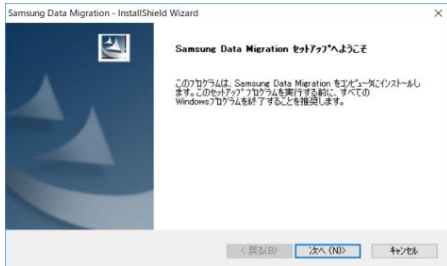 Samsung Data Migration - InstallShield Wizard
Samsung Data Migration セットアップへようこそ
このプログラムは、Samsung Data Migration をコンピュータにインストールし
ます。このセットアップ プログラムを実行する前に、すべての
Windowsプログラムを終了することを推奨します。
< 戻る(B)
次へ (N)>
キャンセル